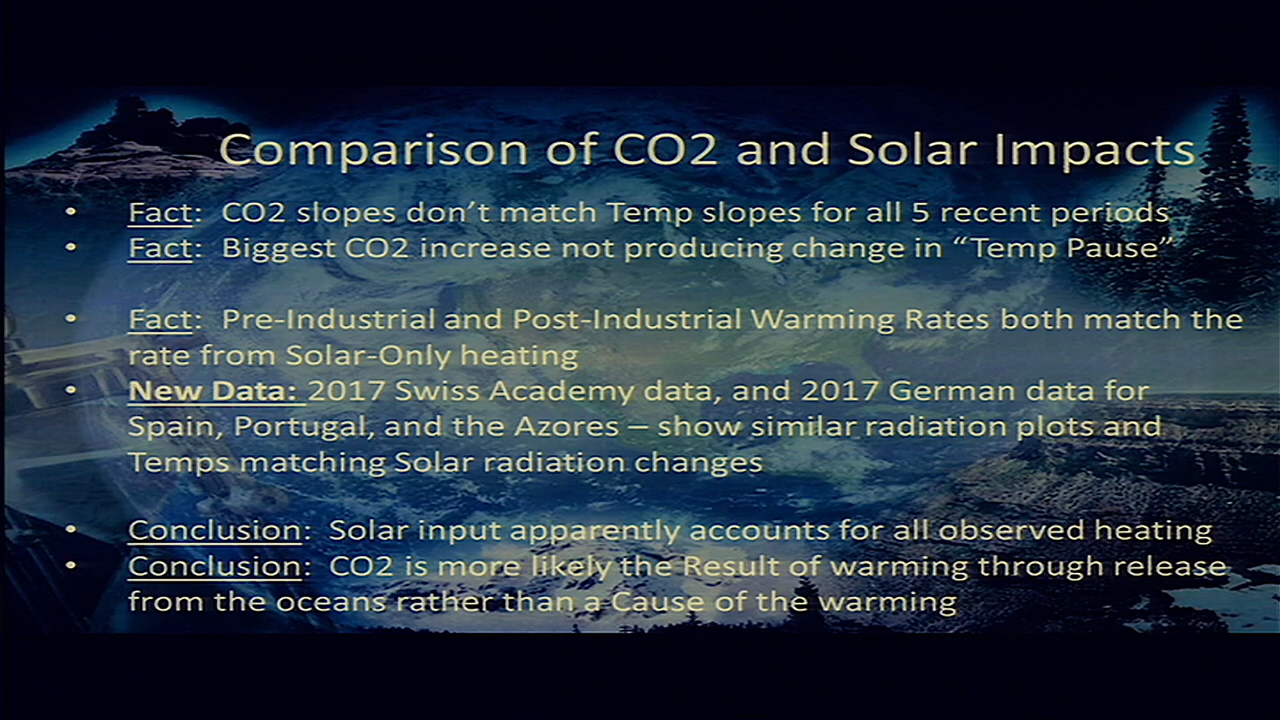 Comparison of CO2 and Solar Impacts
• Fact: CO2 slopes don't match Temp slopes for all 5 recent periods
• Fact: Biggest CO2 increase not producing change in “Temp Pause”
• Fact: Pre-Industrial and Post-Industrial Warming Rates both match the
rate from Solar-Only heating
• New Data: 2017 Swiss Academy data, and 2017 German data for
Spain, Portugal, and the Azores – show similar radiation plots and
Temps matching Solar radiation changes
• Conclusion: Solar input apparently accounts for all observed heating
• Conclusion: CO2 is more likely the Result of warming through release
from the oceans rather than a Cause of the warming